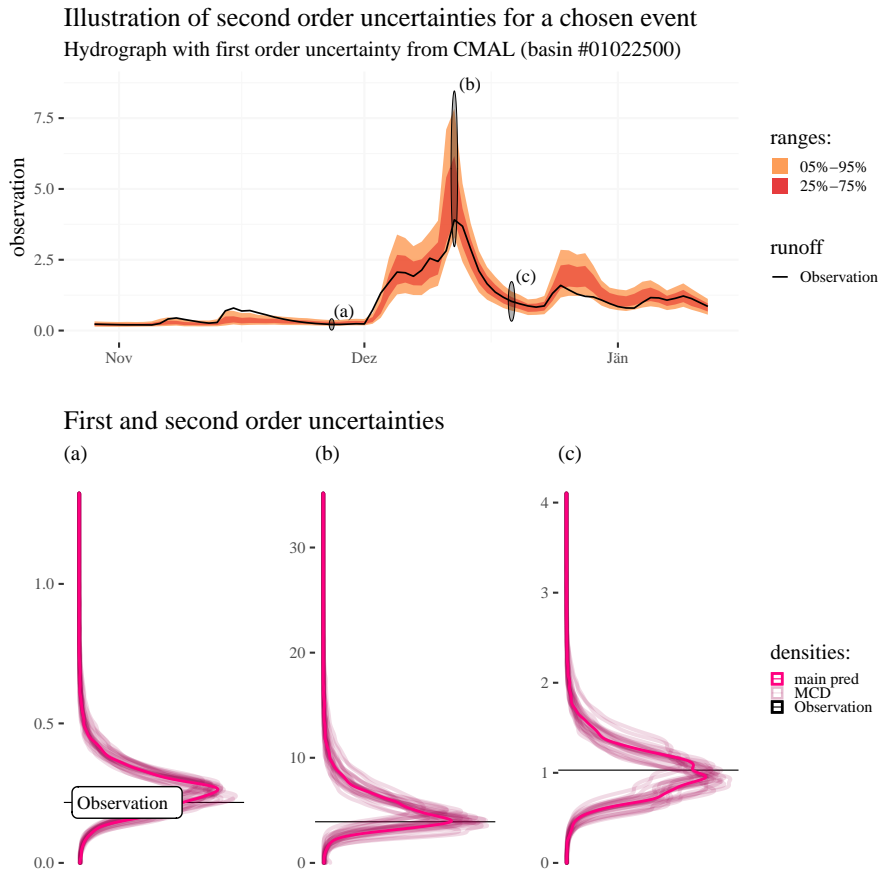 Illustration of second order uncertainties for a chosen event
Hydrograph with first order uncertainty from CMAL (basin #01022500)
observation
7.5
5.0
2.5
0.0
(a)
(b)
(c)
Nov
Dez
Jän
ranges:
05%−95%
25%−75%
runoff
Observation
First and second order uncertainties
(a)
1.0
0.5
0.0
Observation
(b)
30
20
10
0
(c)
4
3
2
1
0
densities:
main pred
MCD
Observation